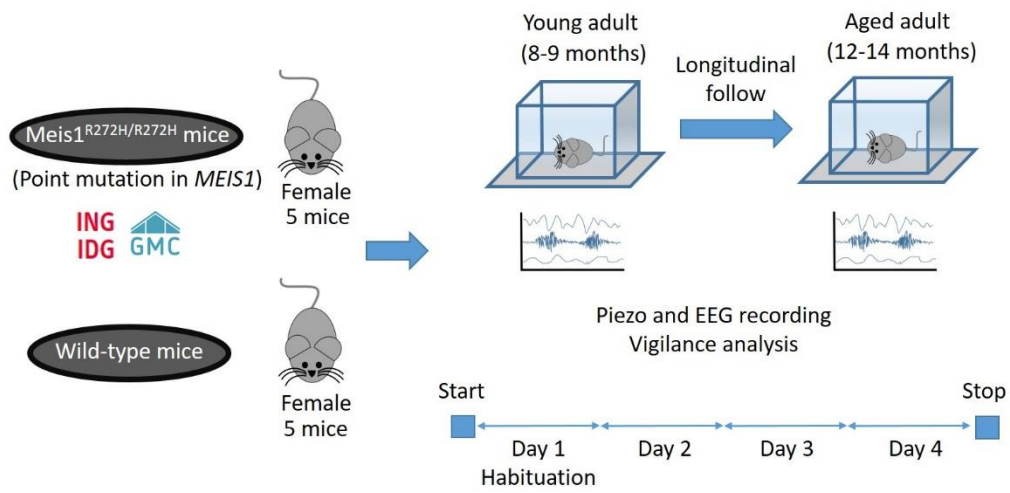 Meis1R272H/R272H mice
(Point mutation in MEIS1)
ING
IDG
GMC
Female
5 mice
Wild-type mice
Female
5 mice
Young adult
(8-9 months)
Longitudinal
follow
Aged adult
(12-14 months)
Piezo and EEG recording
Vigilance analysis
Start
Stop
Day 1
Day 2
Day 3
Day 4
Habituation